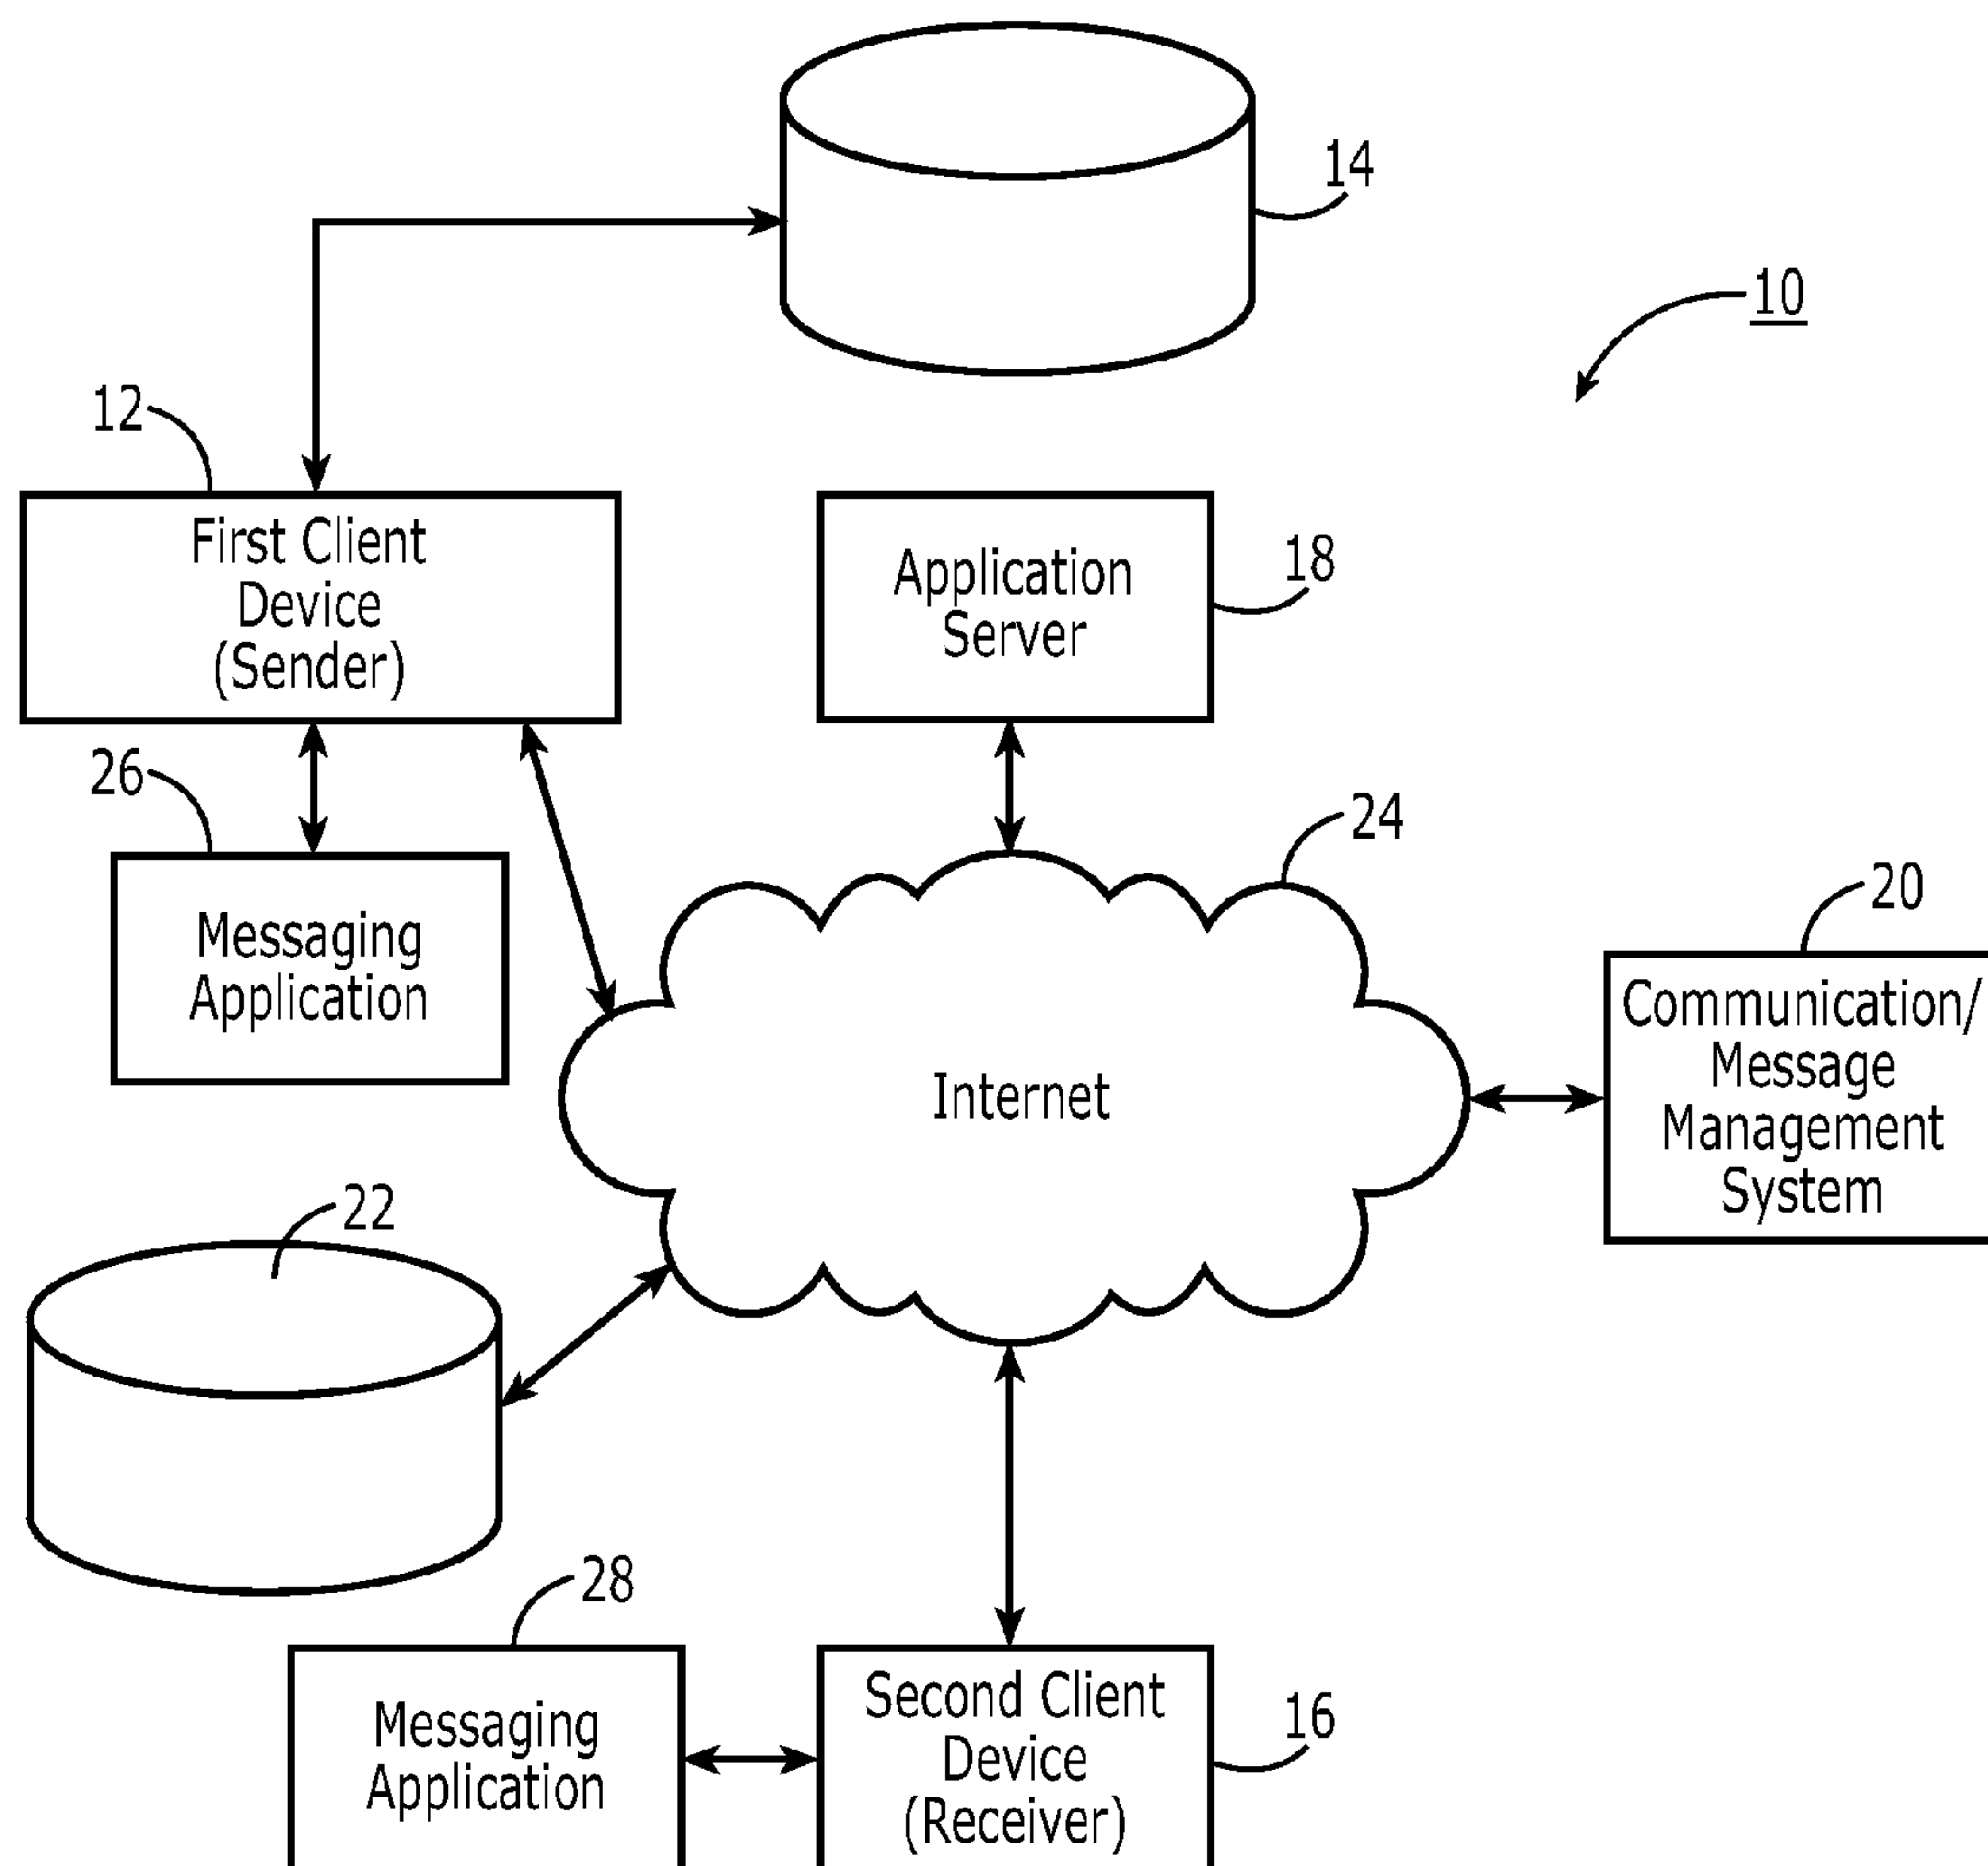 14
10
12
First Client
Device
(Sender)
Application
Server
18
26
24
Messaging
Application
20
Communication/
Message
Management
System
Internet
22
28
Messaging
Application
Second Client
Device
(Receiver)
16